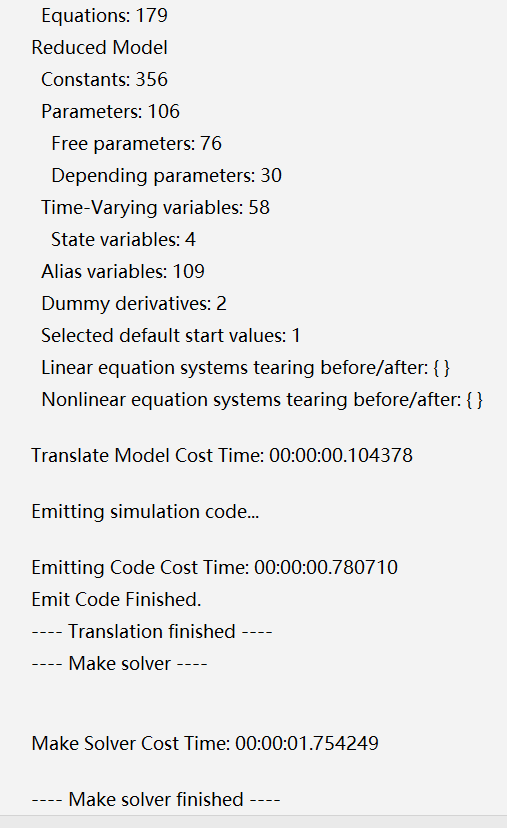 Equations: 179
Reduced Model
Constants: 356
Parameters: 106
Free parameters: 76
Depending parameters: 30
Time-Varying variables: 58
State variables: 4
Alias variables: 109
Dummy derivatives: 2
Selected default start values: 1
Linear equation systems tearing before/after: { }
Nonlinear equation systems tearing before/after: { }
Translate Model Cost Time: 00:00:00.104378
Emitting simulation code...
Emitting Code Cost Time: 00:00:00.780710
Emit Code Finished.
---- Translation finished ----
---- Make solver ----
Make Solver Cost Time: 00:00:01.754249
---- Make solver finished ----